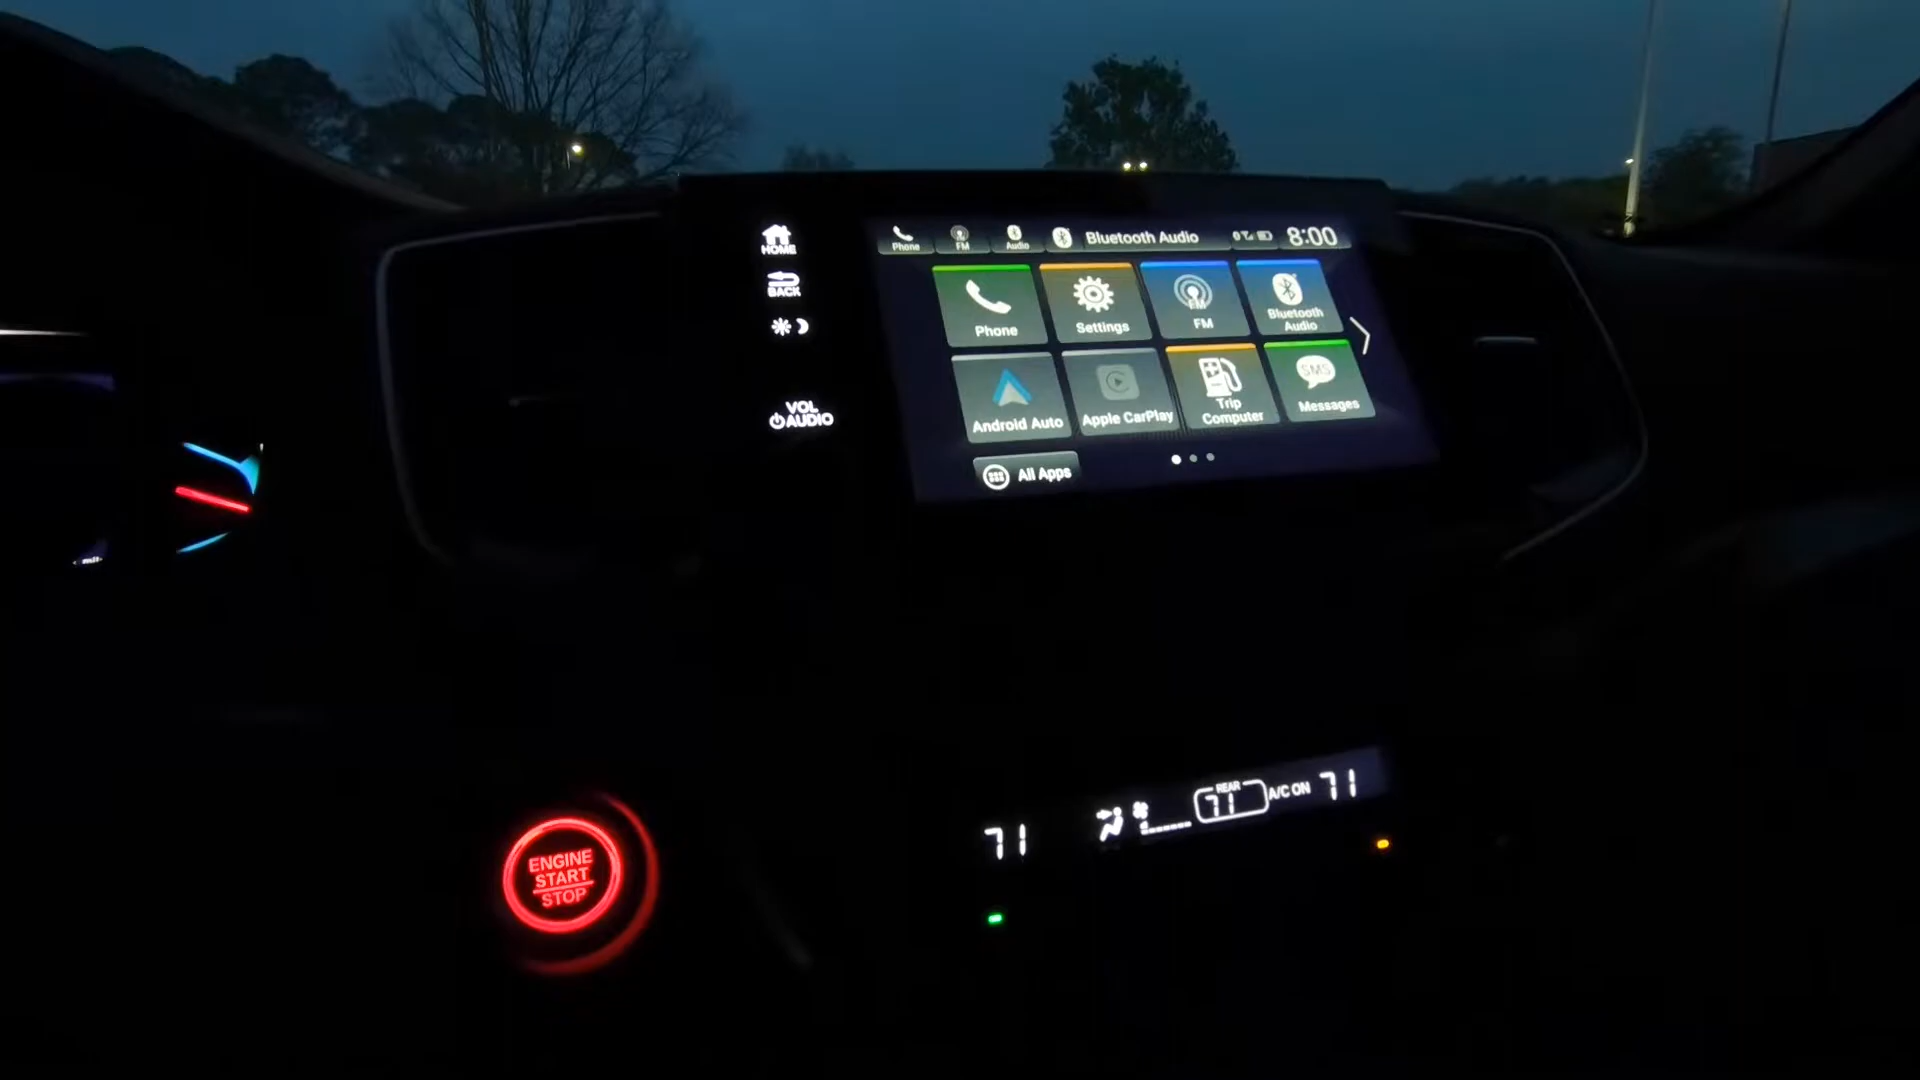 HOME
BACK
VOL
AUDIO
Phone
FM
Audio
Bluetooth Audio
8:00
Phone
Settings
FM
FM
Bluetooth
Audio
Android Auto
Apple CarPlay
Trip
Computer
SMS
Messages
All Apps
ENGINE
START
STOP
71
REAR
71
A/C ON
71